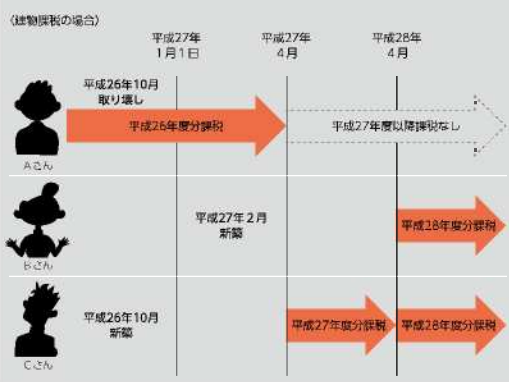 （建物課税の場合）
平成27年
1月1日
平成27年
4月
平成28年
4月
平成26年10月
取り壊し
平成26年度分課税
平成27年度以降課税なし
Aさん
平成27年2月
新築
平成28年度分課税
Bさん
平成26年10月
新築
平成27年度分課税
平成28年度分課税
Cさん